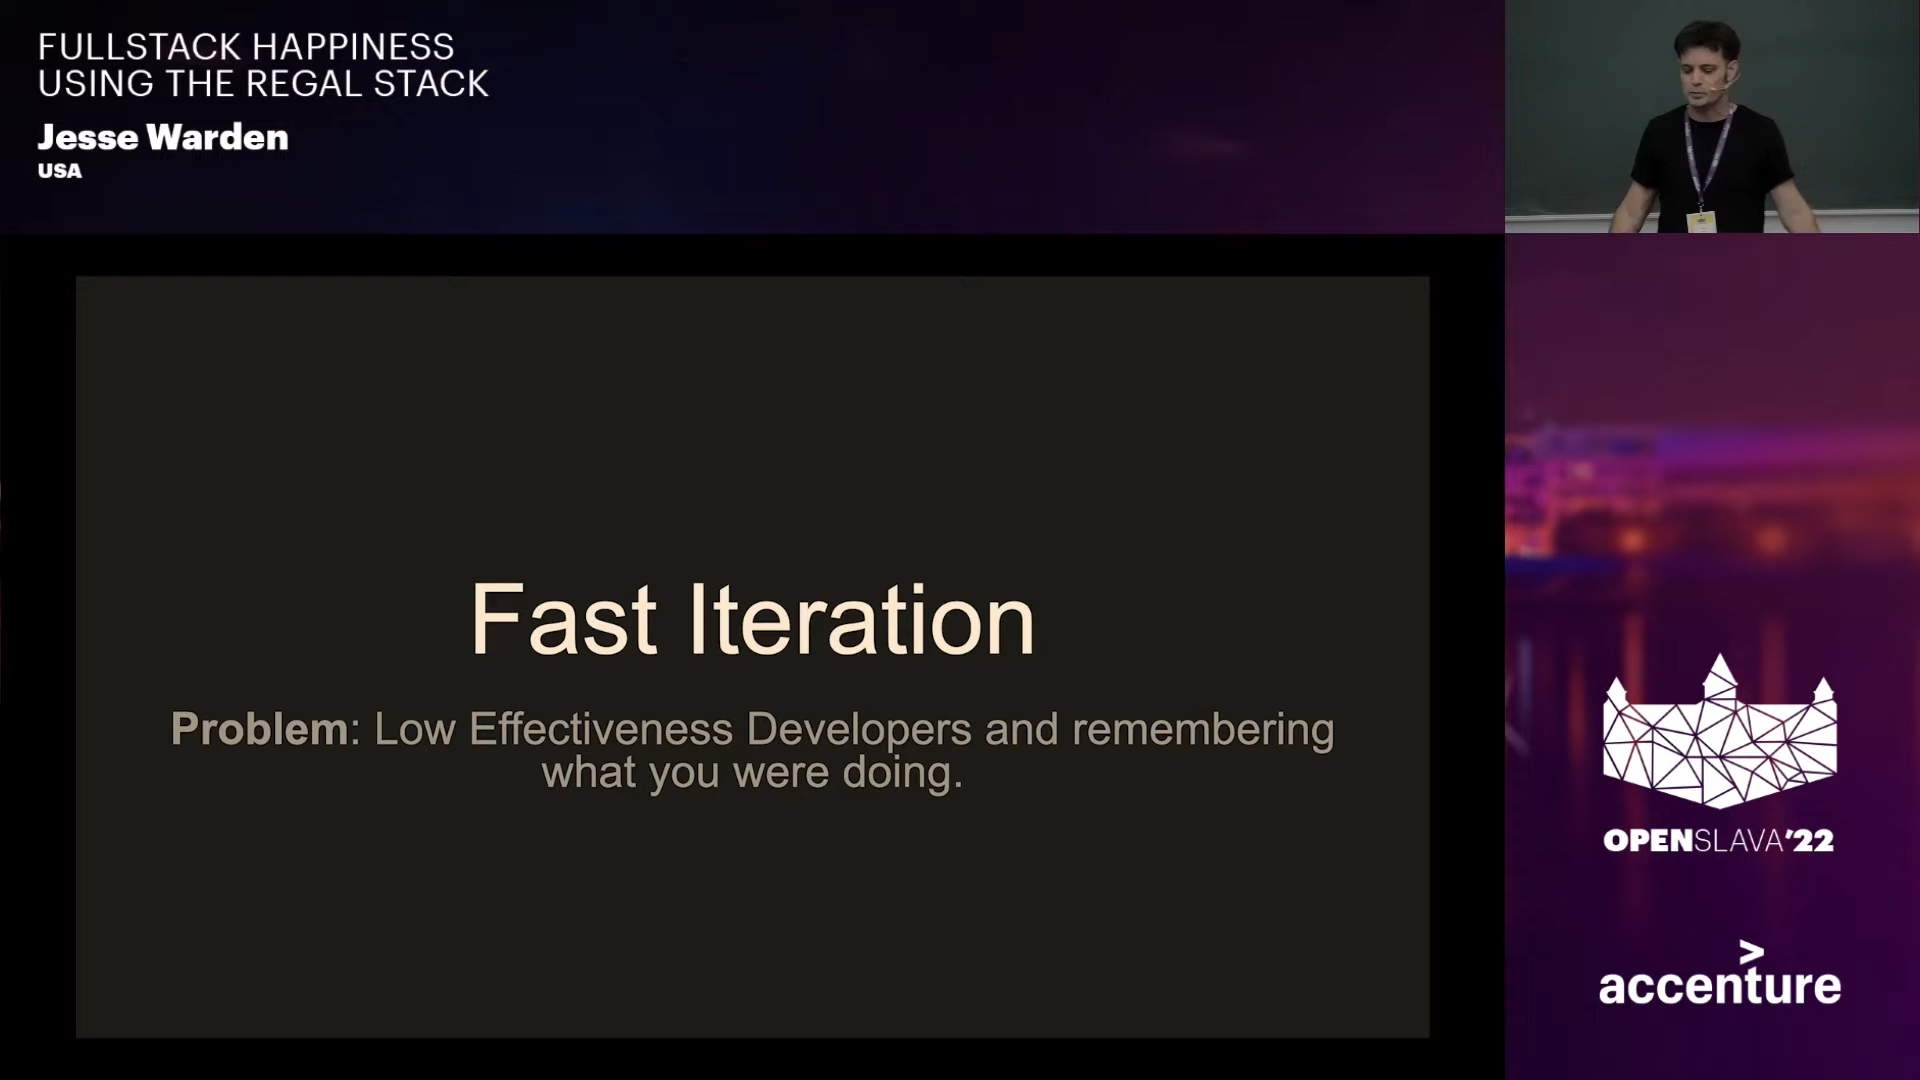 FULLSTACK HAPPINESS
USING THE REGAL STACK
Jesse Warden
USA
Fast Iteration
Problem: Low Effectiveness Developers and remembering
what you were doing.
OPENSLAVA'22
accenture